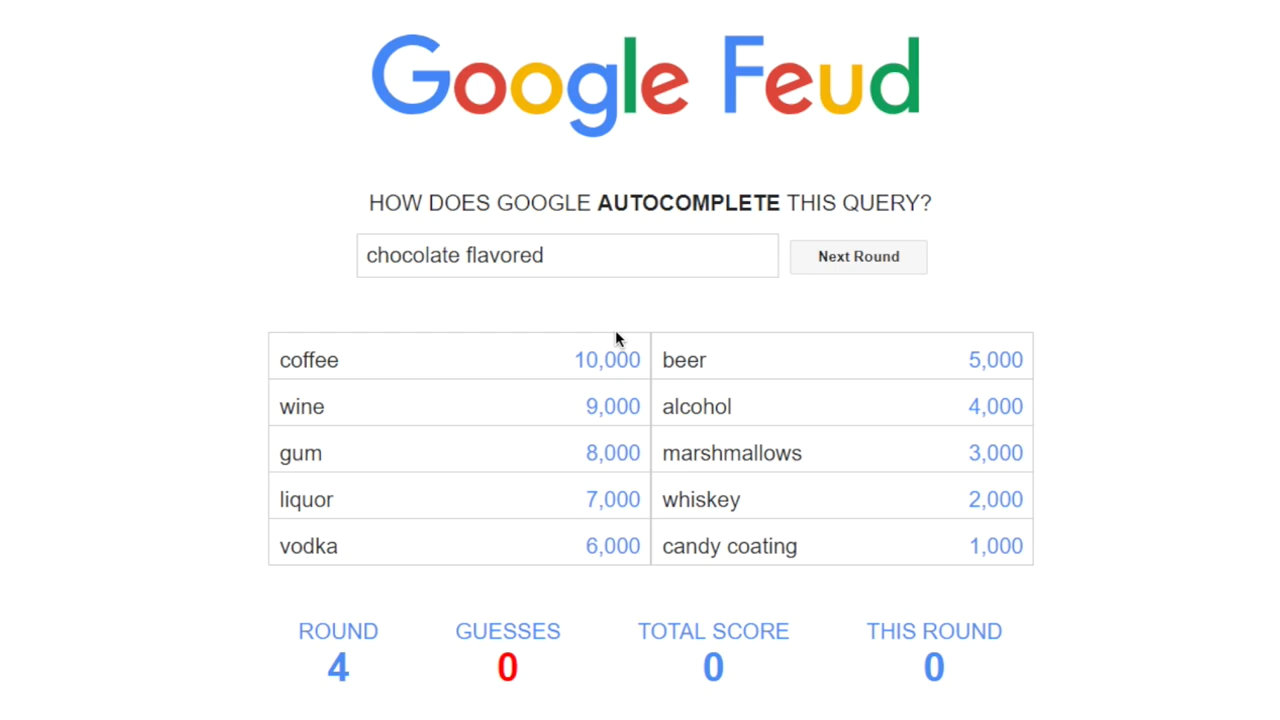 Google Feud
HOW DOES GOOGLE AUTOCOMPLETE THIS QUERY?
chocolate flavored
Next Round
coffee 10,000 beer 5,000
wine 9,000 alcohol 4,000
gum 8,000 marshmallows 3,000
liquor 7,000 whiskey 2,000
vodka 6,000 candy coating 1,000
ROUND GUESSES TOTAL SCORE THIS ROUND
4 0 0 0